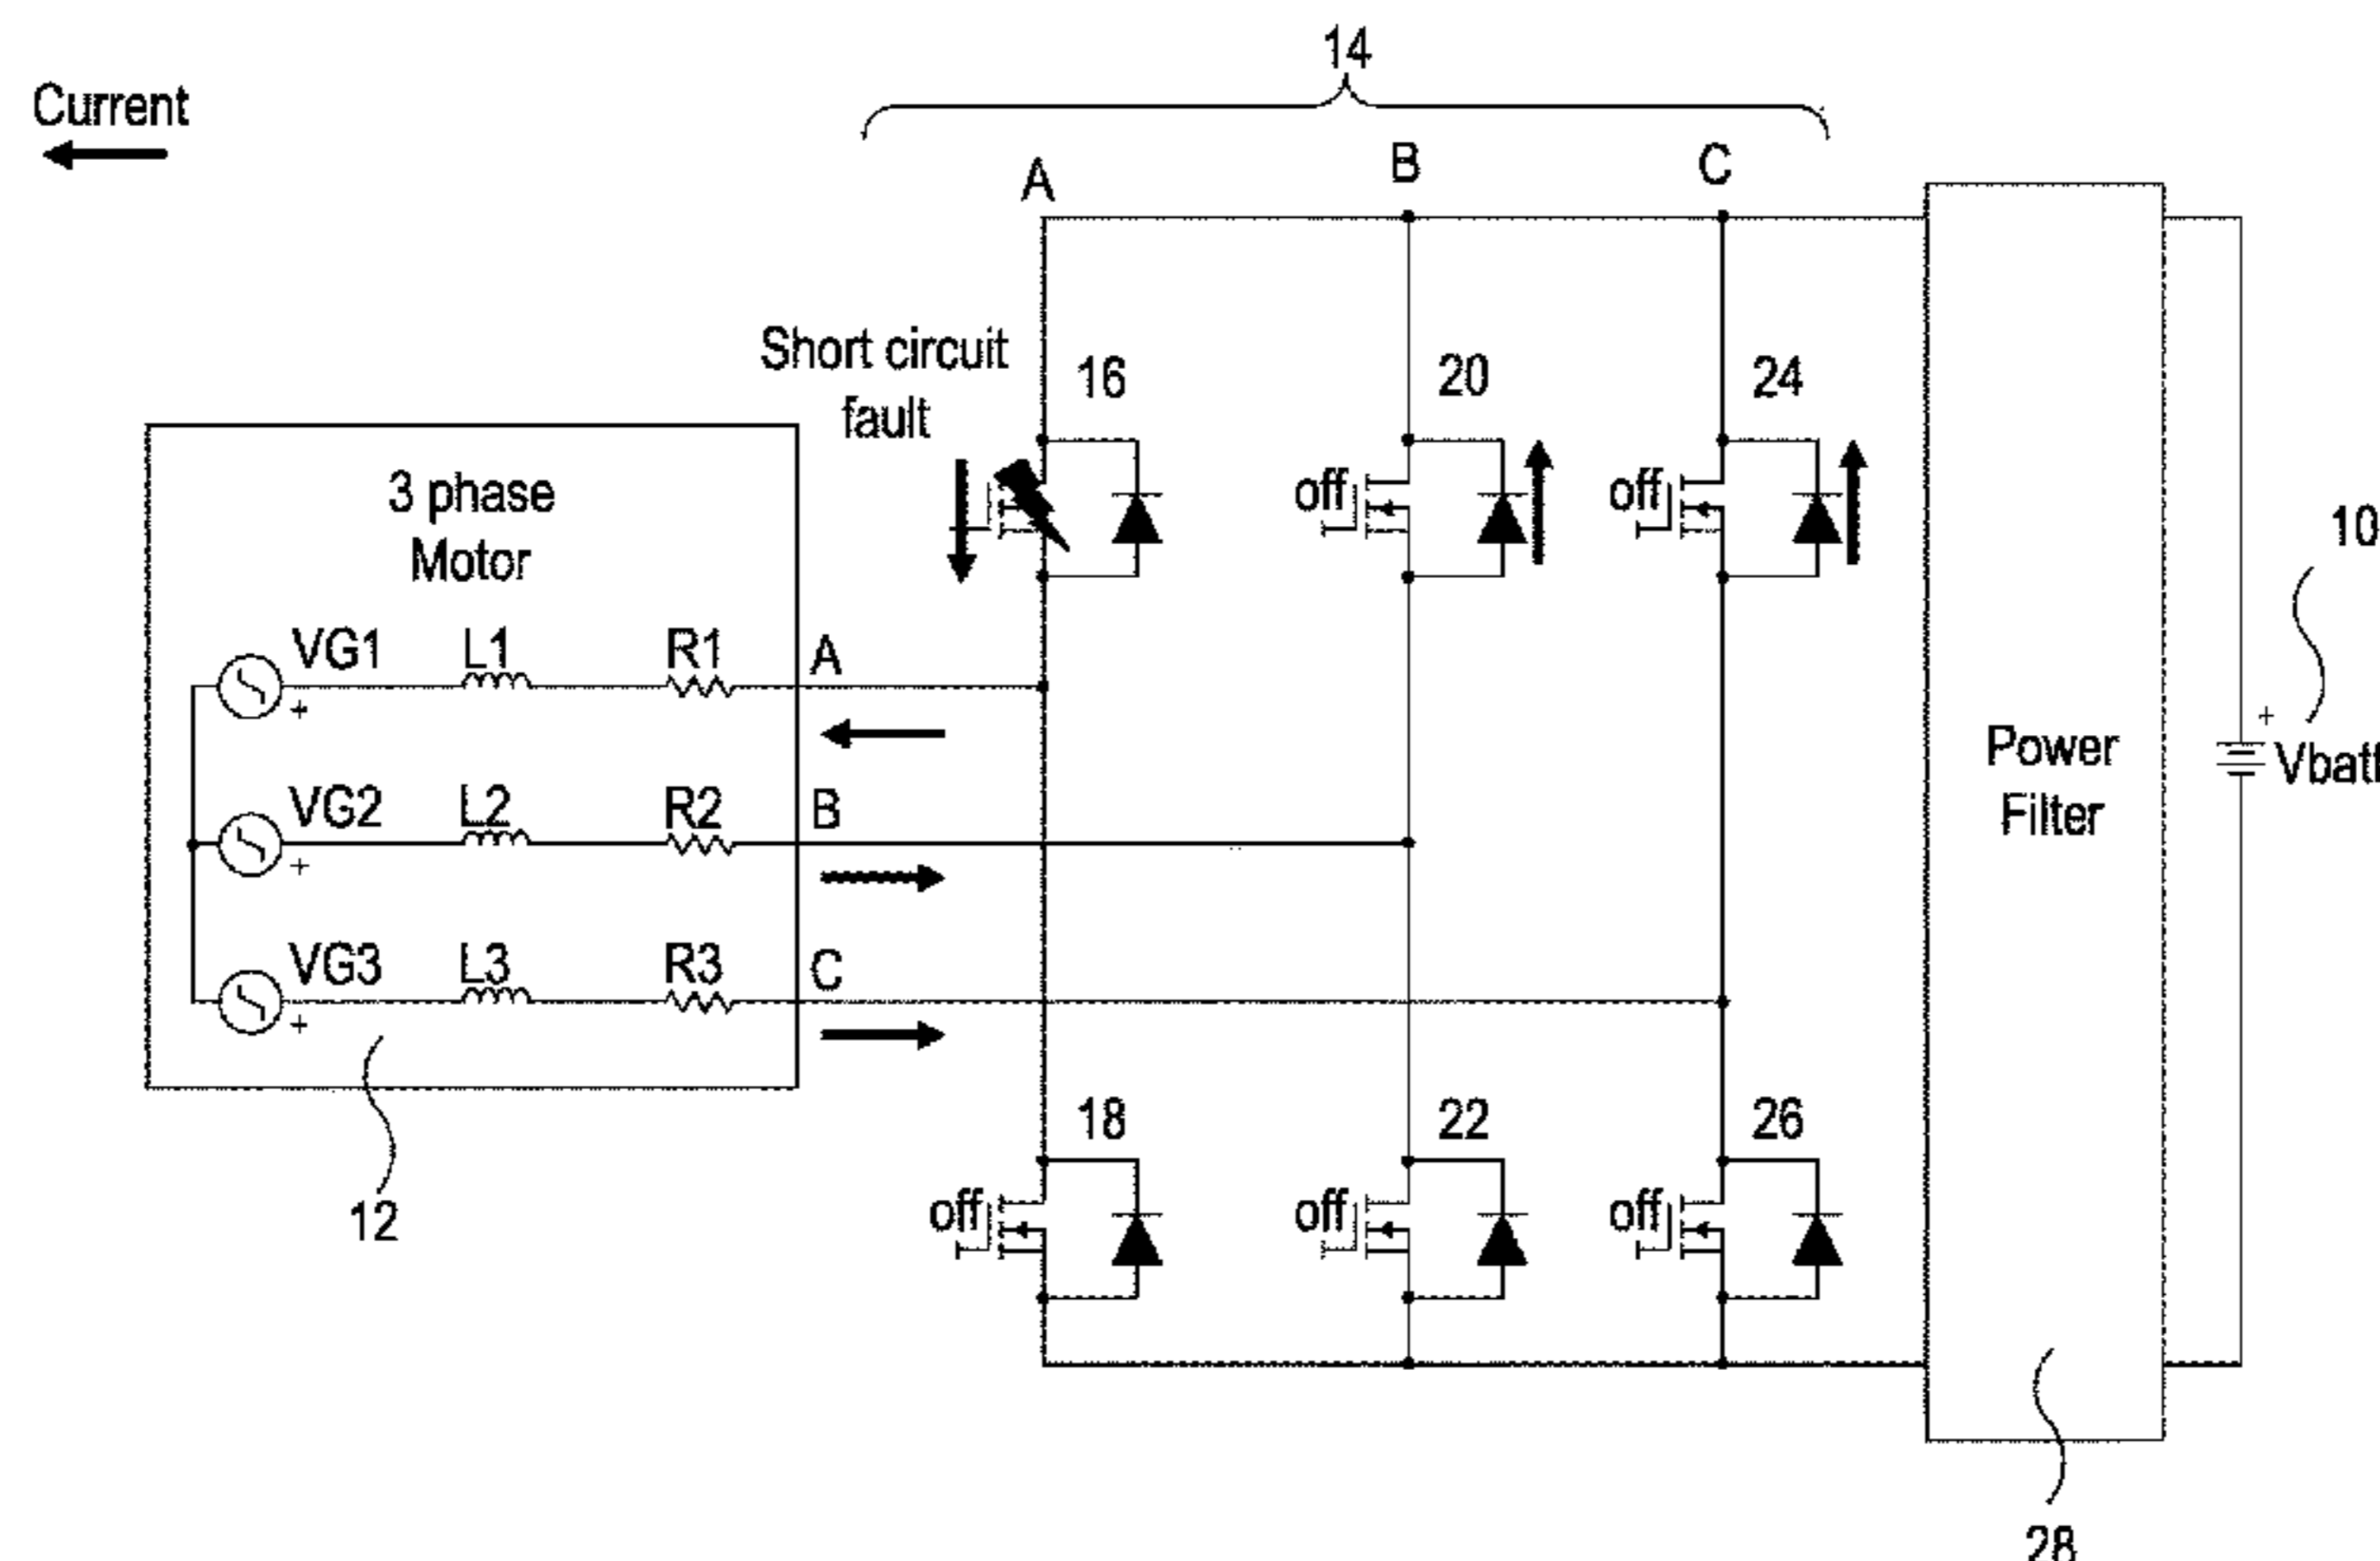 14
Current
A
B
C
Short circuit
fault
16
20
24
off
off
10
3 phase
Motor
VG1
L1
R1
A
VG2
L2
R2
B
VG3
L3
R3
C
Power
Filter
+
Vbatt
+
+
+
18
22
26
off
off
off
12
28